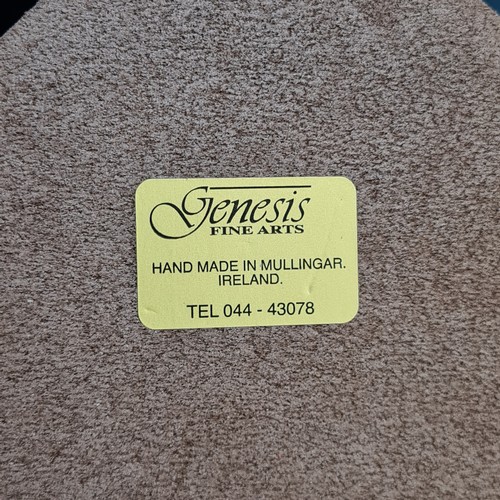 Genesis
FINE ARTS
HAND MADE IN MULLINGAR.
IRELAND.
TEL 044 - 43078